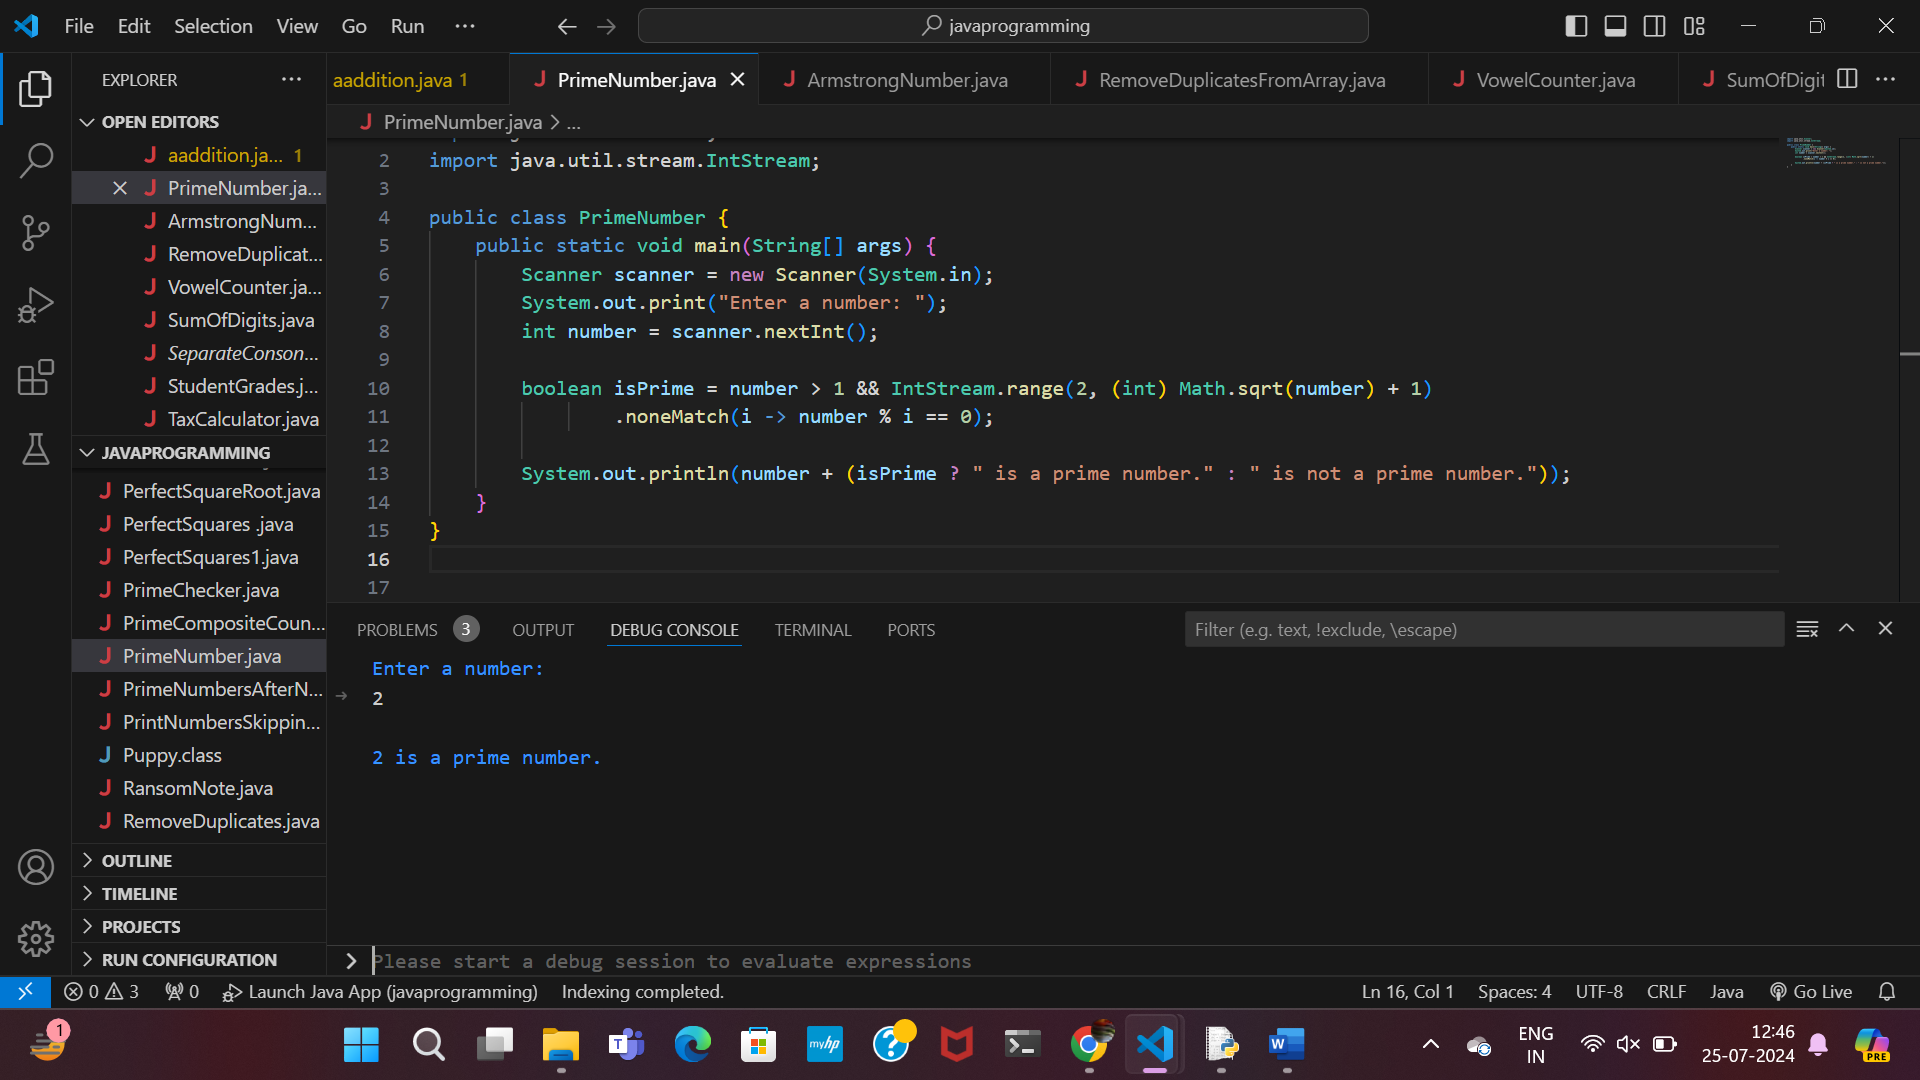 File Edit Selection View Go Run ···
javaprogramming
EXPLORER ···
aaddition.java 1
PrimeNumber.java
ArmstrongNumber.java
RemoveDuplicatesFromArray.java
VowelCounter.java
SumOfDigit
OPEN EDITORS
aaddition.ja... 1
PrimeNumber.ja...
ArmstrongNum...
RemoveDuplicat...
VowelCounter.ja...
SumOfDigits.java
SeparateConson...
StudentGrades.j...
TaxCalculator.java
JAVAPROGRAMMING
PerfectSquareRoot.java
PerfectSquares .java
PerfectSquares1.java
PrimeChecker.java
PrimeCompositeCoun...
PrimeNumber.java
PrimeNumbersAfterN...
PrintNumbersSkippin...
Puppy.class
RansomNote.java
RemoveDuplicates.java
OUTLINE
TIMELINE
PROJECTS
RUN CONFIGURATION
PrimeNumber.java > ...
2 import java.util.stream.IntStream;
3
4 public class PrimeNumber {
5 public static void main(String[] args) {
6 Scanner scanner = new Scanner(System.in);
7 System.out.print("Enter a number: ");
8 int number = scanner.nextInt();
9
10 boolean isPrime = number > 1 && IntStream.range(2, (int) Math.sqrt(number) + 1)
11 .noneMatch(i -> number % i == 0);
12
13 System.out.println(number + (isPrime ? " is a prime number." : " is not a prime number."));
14 }
15 }
16
17
PROBLEMS 3 OUTPUT DEBUG CONSOLE TERMINAL PORTS
Filter (e.g. text, !exclude, \escape)
Enter a number:
2
2 is a prime number.
Please start a debug session to evaluate expressions
0 3 0 Launch Java App (javaprogramming) Indexing completed.
Ln 16, Col 1 Spaces: 4 UTF-8 CRLF Java Go Live
1
myhp
W
ENG
IN
12:46
25-07-2024
PRE